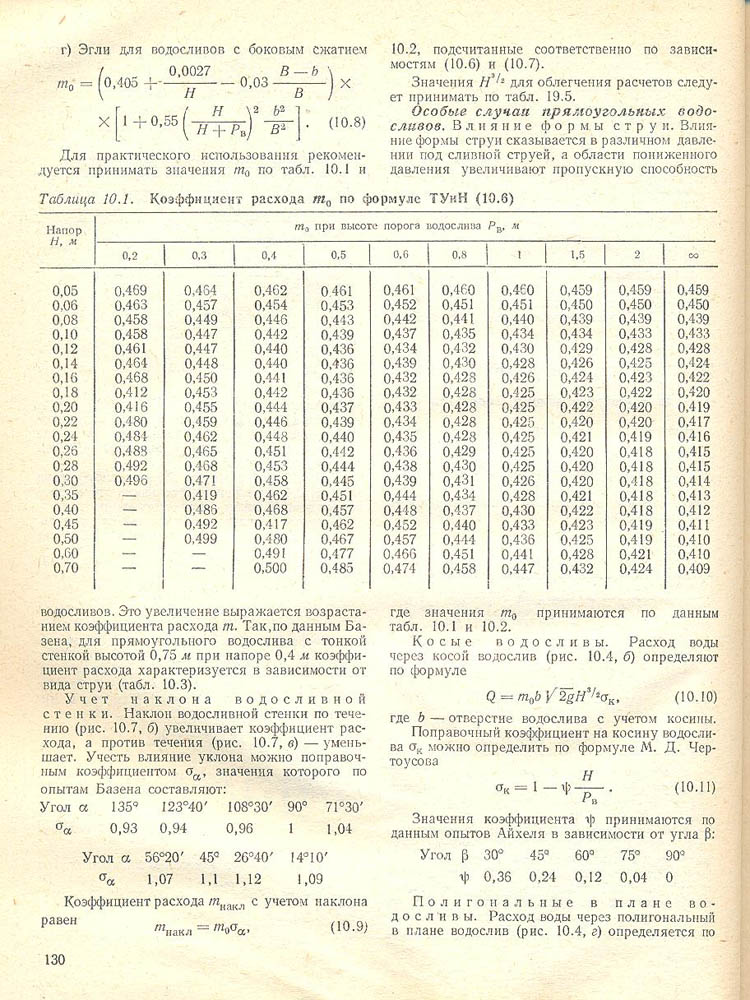 г) Эгли для водосливов с боковым сжатием
m₀ = (0,405 + 0,0027/H — 0,03 (B — b)/B) ×
× [1 + 0,55 (H/(H + Pв))² b²/B²]. (10.8)
Для практического использования рекомен-
дуется принимать значения m₀ по табл. 10.1 и
10.2, подсчитанные соответственно по зависи-
мостям (10.6) и (10.7).
Значения H³/² для облегчения расчетов следу-
ет принимать по табл. 19.5.
Особые случаи прямоугольных водо-
сливов. Влияние формы струи. Влия-
ние формы струи сказывается в различном давле-
нии под сливной струей, а области пониженного
давления увеличивают пропускную способность
Таблица 10.1. Коэффициент расхода m₀ по формуле ТУиН (10.6)
Напор H, м | m₀ при высоте порога водослива Pв, м
0,2 | 0,3 | 0,4 | 0,5 | 0,6 | 0,8 | 1 | 1,5 | 2 | ∞
0,05 0,469 0,464 0,462 0,461 0,461 0,460 0,460 0,459 0,459 0,459
0,06 0,463 0,457 0,454 0,453 0,452 0,451 0,451 0,450 0,450 0,450
0,08 0,458 0,449 0,446 0,443 0,442 0,441 0,440 0,439 0,439 0,439
0,10 0,458 0,447 0,442 0,439 0,437 0,435 0,434 0,434 0,433 0,433
0,12 0,461 0,447 0,440 0,436 0,434 0,432 0,430 0,429 0,428 0,428
0,14 0,464 0,448 0,440 0,436 0,439 0,430 0,428 0,426 0,425 0,424
0,16 0,468 0,450 0,441 0,436 0,432 0,428 0,426 0,424 0,423 0,422
0,18 0,412 0,453 0,442 0,436 0,432 0,428 0,425 0,423 0,422 0,420
0,20 0,416 0,455 0,444 0,437 0,433 0,428 0,425 0,422 0,420 0,419
0,22 0,480 0,459 0,446 0,439 0,434 0,428 0,425 0,420 0,420 0,417
0,24 0,484 0,462 0,448 0,440 0,435 0,428 0,425 0,421 0,419 0,416
0,26 0,488 0,465 0,451 0,442 0,436 0,429 0,425 0,420 0,418 0,415
0,28 0,492 0,468 0,453 0,444 0,438 0,430 0,425 0,420 0,418 0,415
0,30 0,496 0,471 0,458 0,445 0,439 0,431 0,426 0,420 0,418 0,414
0,35 — 0,419 0,462 0,451 0,444 0,434 0,428 0,421 0,418 0,413
0,40 — 0,486 0,468 0,457 0,448 0,437 0,430 0,422 0,418 0,412
0,45 — 0,492 0,417 0,462 0,452 0,440 0,433 0,423 0,419 0,411
0,50 — 0,499 0,480 0,467 0,457 0,444 0,436 0,425 0,419 0,410
0,60 — — 0,491 0,477 0,466 0,451 0,441 0,428 0,421 0,410
0,70 — — 0,500 0,485 0,474 0,458 0,447 0,432 0,424 0,409
водосливов. Это увеличение выражается возраста-
нием коэффициента расхода m. Так, по данным Ба-
зена, для прямоугольного водослива с тонкой
стенкой высотой 0,75 м при напоре 0,4 м коэффи-
циент расхода характеризуется в зависимости от
вида струи (табл. 10.3).
Учет наклона водосливной
стенки. Наклон водосливной стенки по тече-
нию (рис. 10.7, б) увеличивает коэффициент рас-
хода, а против течения (рис. 10.7, в) — умень-
шает. Учесть влияние уклона можно поправоч-
ным коэффициентом σα, значения которого по
опытам Базена составляют:
Угол α 135° 123°40′ 108°30′ 90° 71°30′
σα 0,93 0,94 0,96 1 1,04
Угол α 56°20′ 45° 26°40′ 14°10′
σα 1,07 1,1 1,12 1,09
Коэффициент расхода mнакл с учетом наклона
равен
mнакл = m₀σα, (10.9)
где значения m₀ принимаются по данным
табл. 10.1 и 10.2.
Косые водосливы. Расход воды
через косой водослив (рис. 10.4, б) определяют
по формуле
Q = m₀b √2g H³/²σк, (10.10)
где b — отверстие водослива с учетом косины.
Поправочный коэффициент на косину водосли-
ва σк можно определить по формуле М. Д. Чер-
тоусова
σк = 1 — ψ H/Pв. (10.11)
Значения коэффициента ψ принимаются по
данным опытов Айхеля в зависимости от угла β:
Угол β 30° 45° 60° 75° 90°
ψ 0,36 0,24 0,12 0,04 0
Полигональные в плане во-
досливы. Расход воды через полигональный
в плане водослив (рис. 10.4, г) определяется по
130